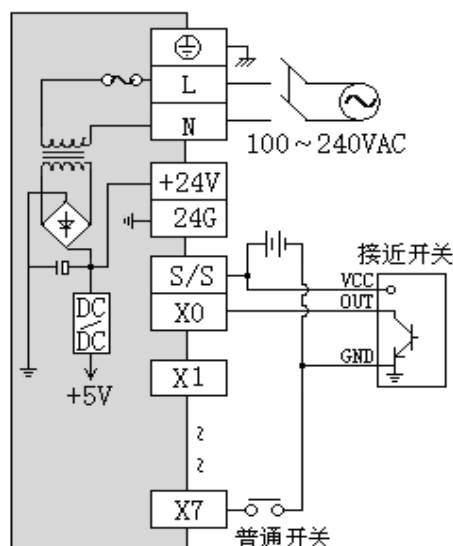 L
N
100～240VAC
+24V
24G
S/S
接近开关
VCC
X0
OUT
DC
DC
GND
X1
+5V
X7
普通开关